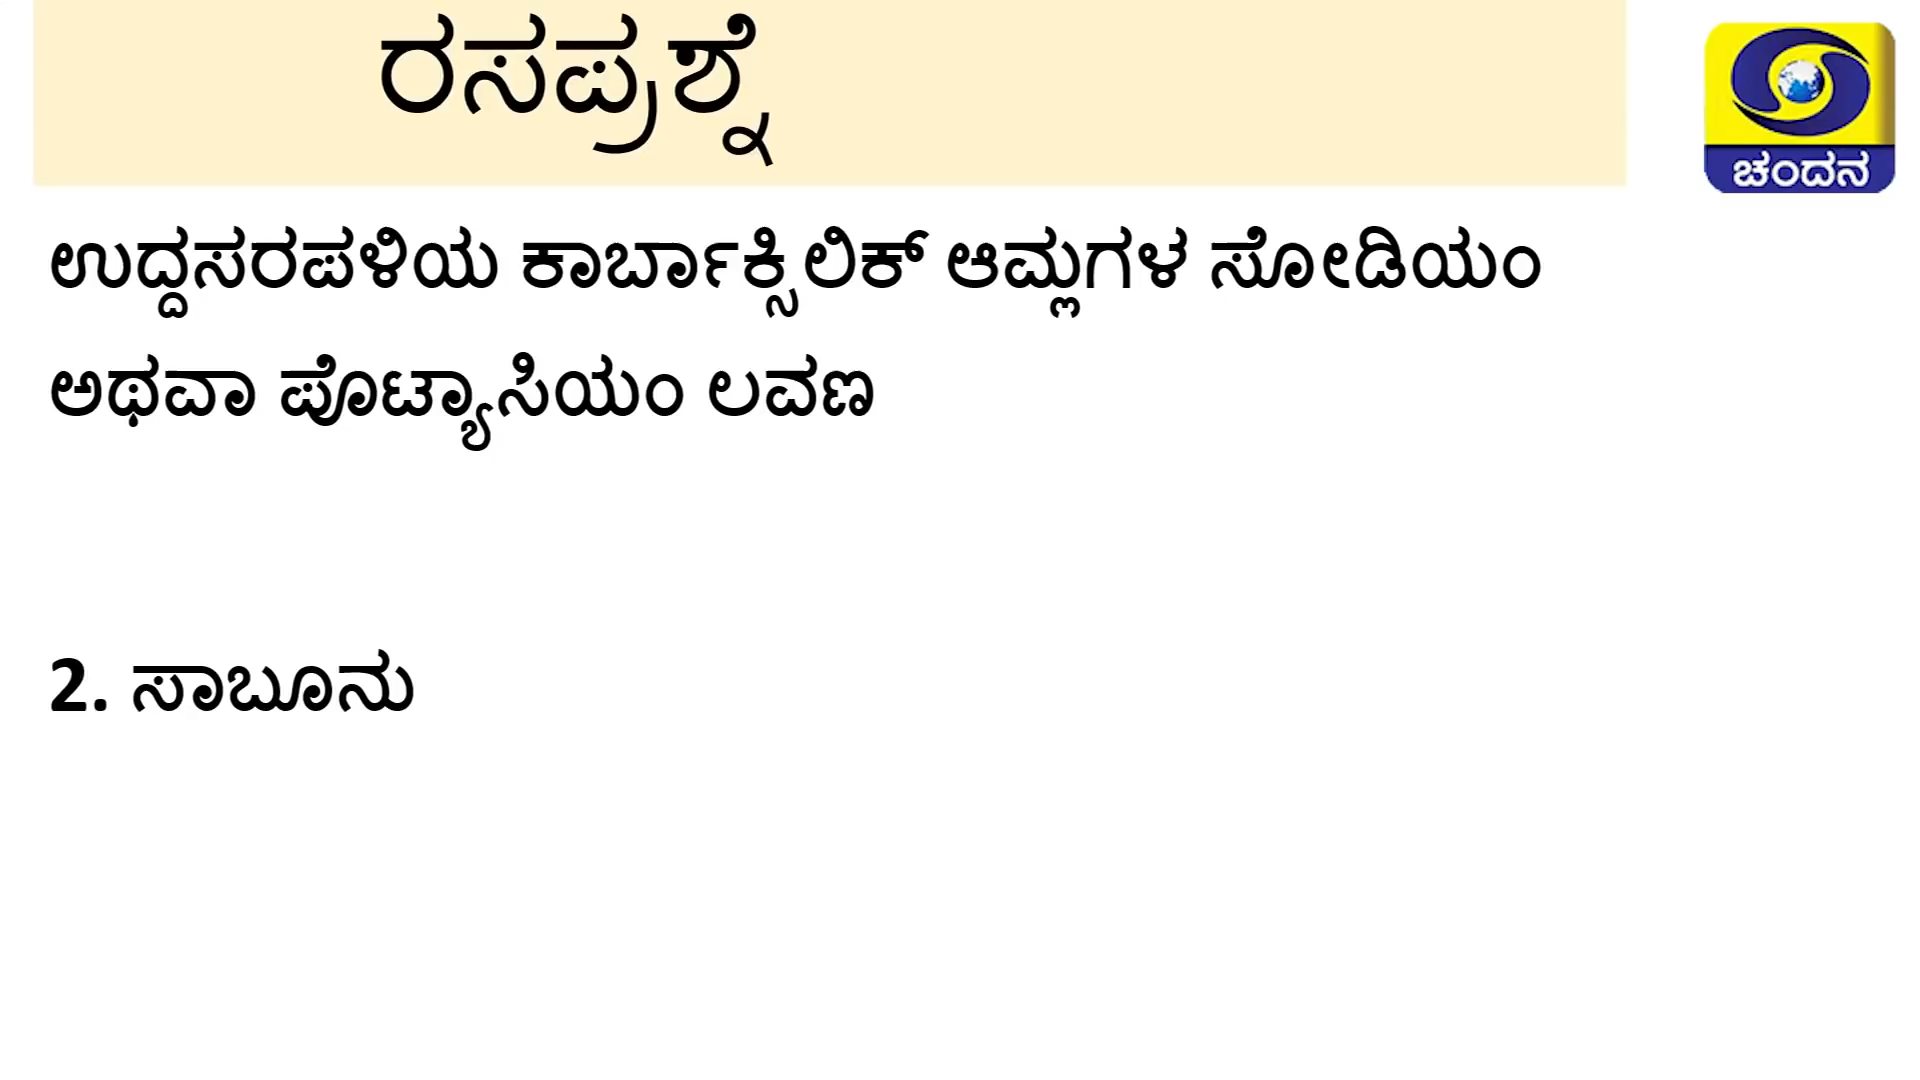 ರಸಪ್ರಶ್ನೆ
ಚಂದನ
ಉದ್ದಸರಪಳಿಯ ಕಾರ್ಬಾಕ್ಸಿಲಿಕ್ ಆಮ್ಲಗಳ ಸೋಡಿಯಂ
ಅಥವಾ ಪೊಟ್ಯಾಸಿಯಂ ಲವಣ
2. ಸಾಬೂನು